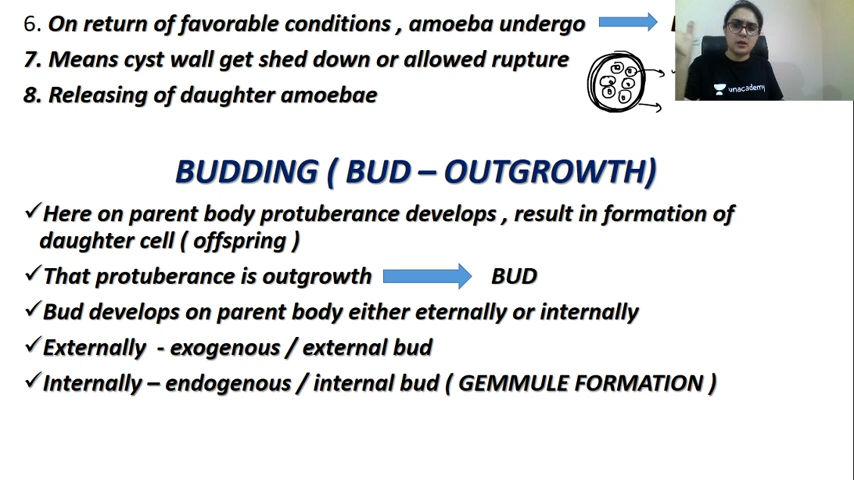 6. On return of favorable conditions , amoeba undergo
7. Means cyst wall get shed down or allowed rupture
8. Releasing of daughter amoebae
unacademy
BUDDING ( BUD – OUTGROWTH)
✓Here on parent body protuberance develops , result in formation of
daughter cell ( offspring )
✓That protuberance is outgrowth BUD
✓Bud develops on parent body either eternally or internally
✓Externally - exogenous / external bud
✓Internally – endogenous / internal bud ( GEMMULE FORMATION )